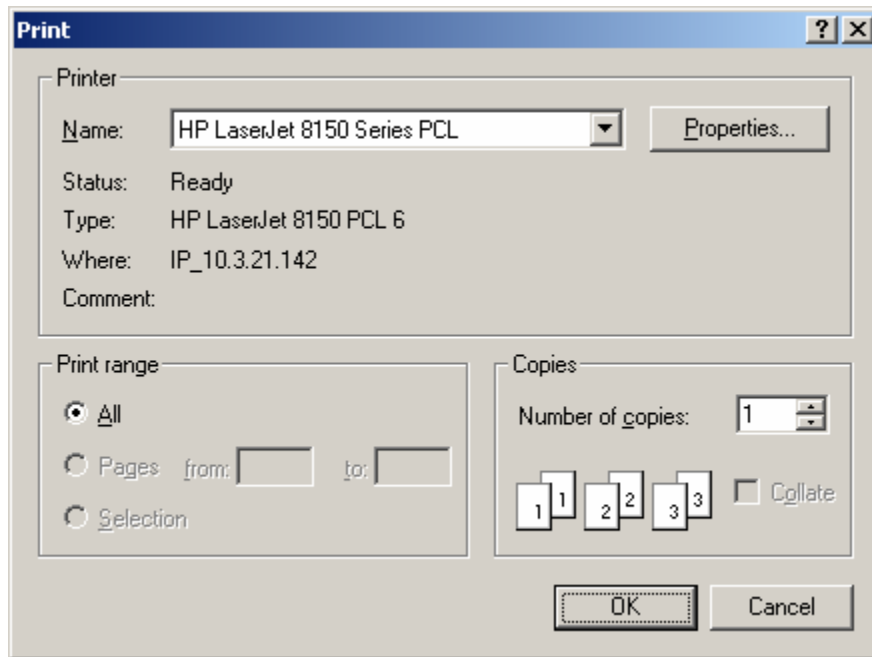 Print
Printer
Name: HP LaserJet 8150 Series PCL Properties...
Status: Ready
Type: HP LaserJet 8150 PCL 6
Where: IP_10.3.21.142
Comment:
Print range
All
Pages from: to:
Selection
Copies
Number of copies: 1
1 1 2 2 3 3 Collate
OK Cancel